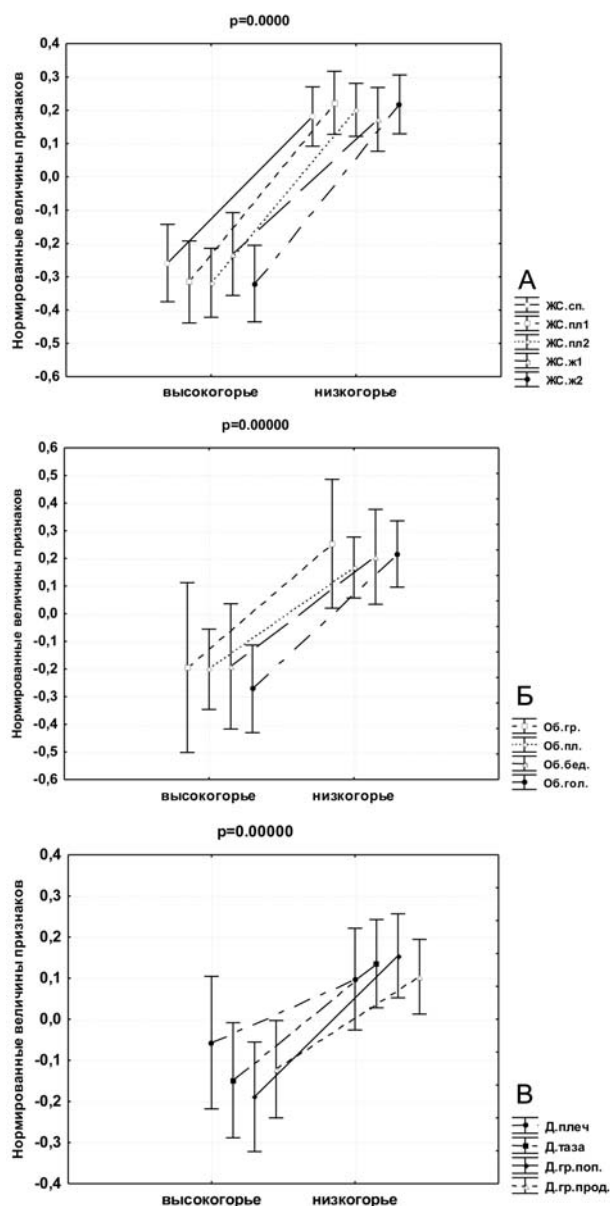 p=0.0000
Нормированные величины признаков
0,4
0,3
0,2
0,1
0,0
-0,1
-0,2
-0,3
-0,4
-0,5
-0,6
высокогорье низкогорье
А
ЖС.сп.
ЖС.пл1
ЖС.пл2
ЖС.ж1
ЖС.ж2
p=0.00000
Нормированные величины признаков
0,6
0,5
0,4
0,3
0,2
0,1
0,0
-0,1
-0,2
-0,3
-0,4
-0,5
-0,6
высокогорье низкогорье
Б
Об.гр.
Об.пл.
Об.бед.
Об.гол.
p=0.00000
Нормированные величины признаков
0,4
0,3
0,2
0,1
0,0
-0,1
-0,2
-0,3
-0,4
высокогорье низкогорье
В
Д.плеч
Д.таза
Д.гр.поп.
Д.гр.прод.